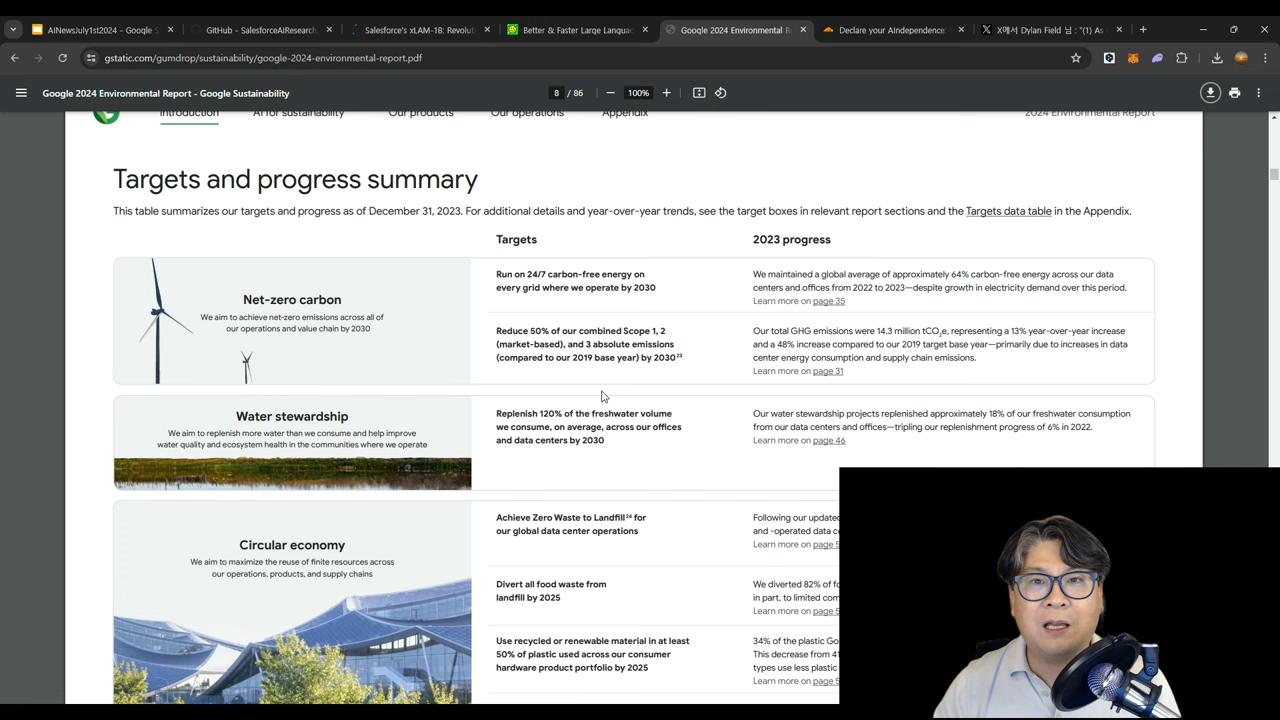 AINewsJuly1st2024 - Google S
GitHub - SalesforceAIResearch
Salesforce's xLAM-1B: Revolut
Better & Faster Large Languag
Google 2024 Environmental R
Declare your AIndependence:
X에서 Dylan Field 님 : "(1) As
gstatic.com/gumdrop/sustainability/google-2024-environmental-report.pdf
Google 2024 Environmental Report - Google Sustainability
8 / 86
100%
Introduction
AI for sustainability
Our products
Our operations
Appendix
2024 Environmental Report
Targets and progress summary
This table summarizes our targets and progress as of December 31, 2023. For additional details and year-over-year trends, see the target boxes in relevant report sections and the Targets data table in the Appendix.
Targets
2023 progress
Net-zero carbon
We aim to achieve net-zero emissions across all of
our operations and value chain by 2030
Run on 24/7 carbon-free energy on
every grid where we operate by 2030
We maintained a global average of approximately 64% carbon-free energy across our data
centers and offices from 2022 to 2023—despite growth in electricity demand over this period.
Learn more on page 35
Reduce 50% of our combined Scope 1, 2
(market-based), and 3 absolute emissions
(compared to our 2019 base year) by 2030²³
Our total GHG emissions were 14.3 million tCO₂e, representing a 13% year-over-year increase
and a 48% increase compared to our 2019 target base year—primarily due to increases in data
center energy consumption and supply chain emissions.
Learn more on page 31
Water stewardship
We aim to replenish more water than we consume and help improve
water quality and ecosystem health in the communities where we operate
Replenish 120% of the freshwater volume
we consume, on average, across our offices
and data centers by 2030
Our water stewardship projects replenished approximately 18% of our freshwater consumption
from our data centers and offices—tripling our replenishment progress of 6% in 2022.
Learn more on page 46
Circular economy
We aim to maximize the reuse of finite resources across
our operations, products, and supply chains
Achieve Zero Waste to Landfill²⁴ for
our global data center operations
Following our updated
and -operated data c
Learn more on page 5
Divert all food waste from
landfill by 2025
We diverted 82% of fo
in part, to limited com
Learn more on page 5
Use recycled or renewable material in at least
50% of plastic used across our consumer
hardware product portfolio by 2025
34% of the plastic Go
This decrease from 41
types use less plastic
Learn more on page 5